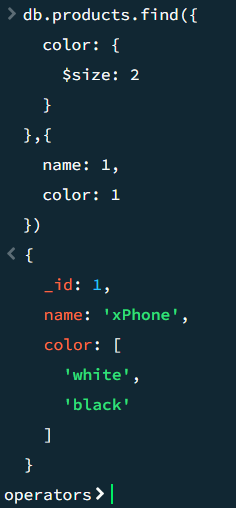 > db.products.find({
color: {
$size: 2
}
},{
name: 1,
color: 1
})
< {
_id: 1,
name: 'xPhone',
color: [
'white',
'black'
]
}
operators>